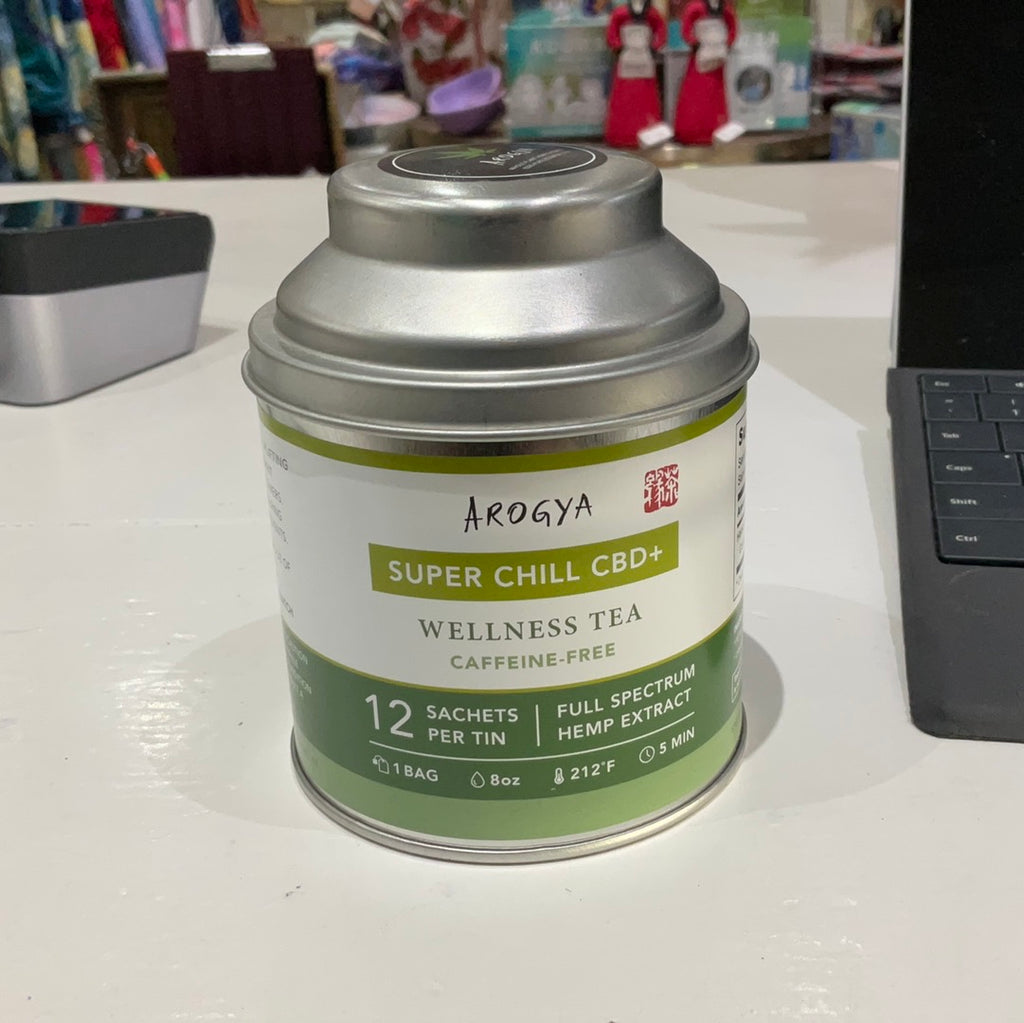 AROGYA
AROGYA
SUPER CHILL CBD+
WELLNESS TEA
CAFFEINE-FREE
12 SACHETS PER TIN
FULL SPECTRUM
HEMP EXTRACT
1 BAG
8oz
212°F
5 MIN
Esc
Tab
Caps
Shift
Ctrl